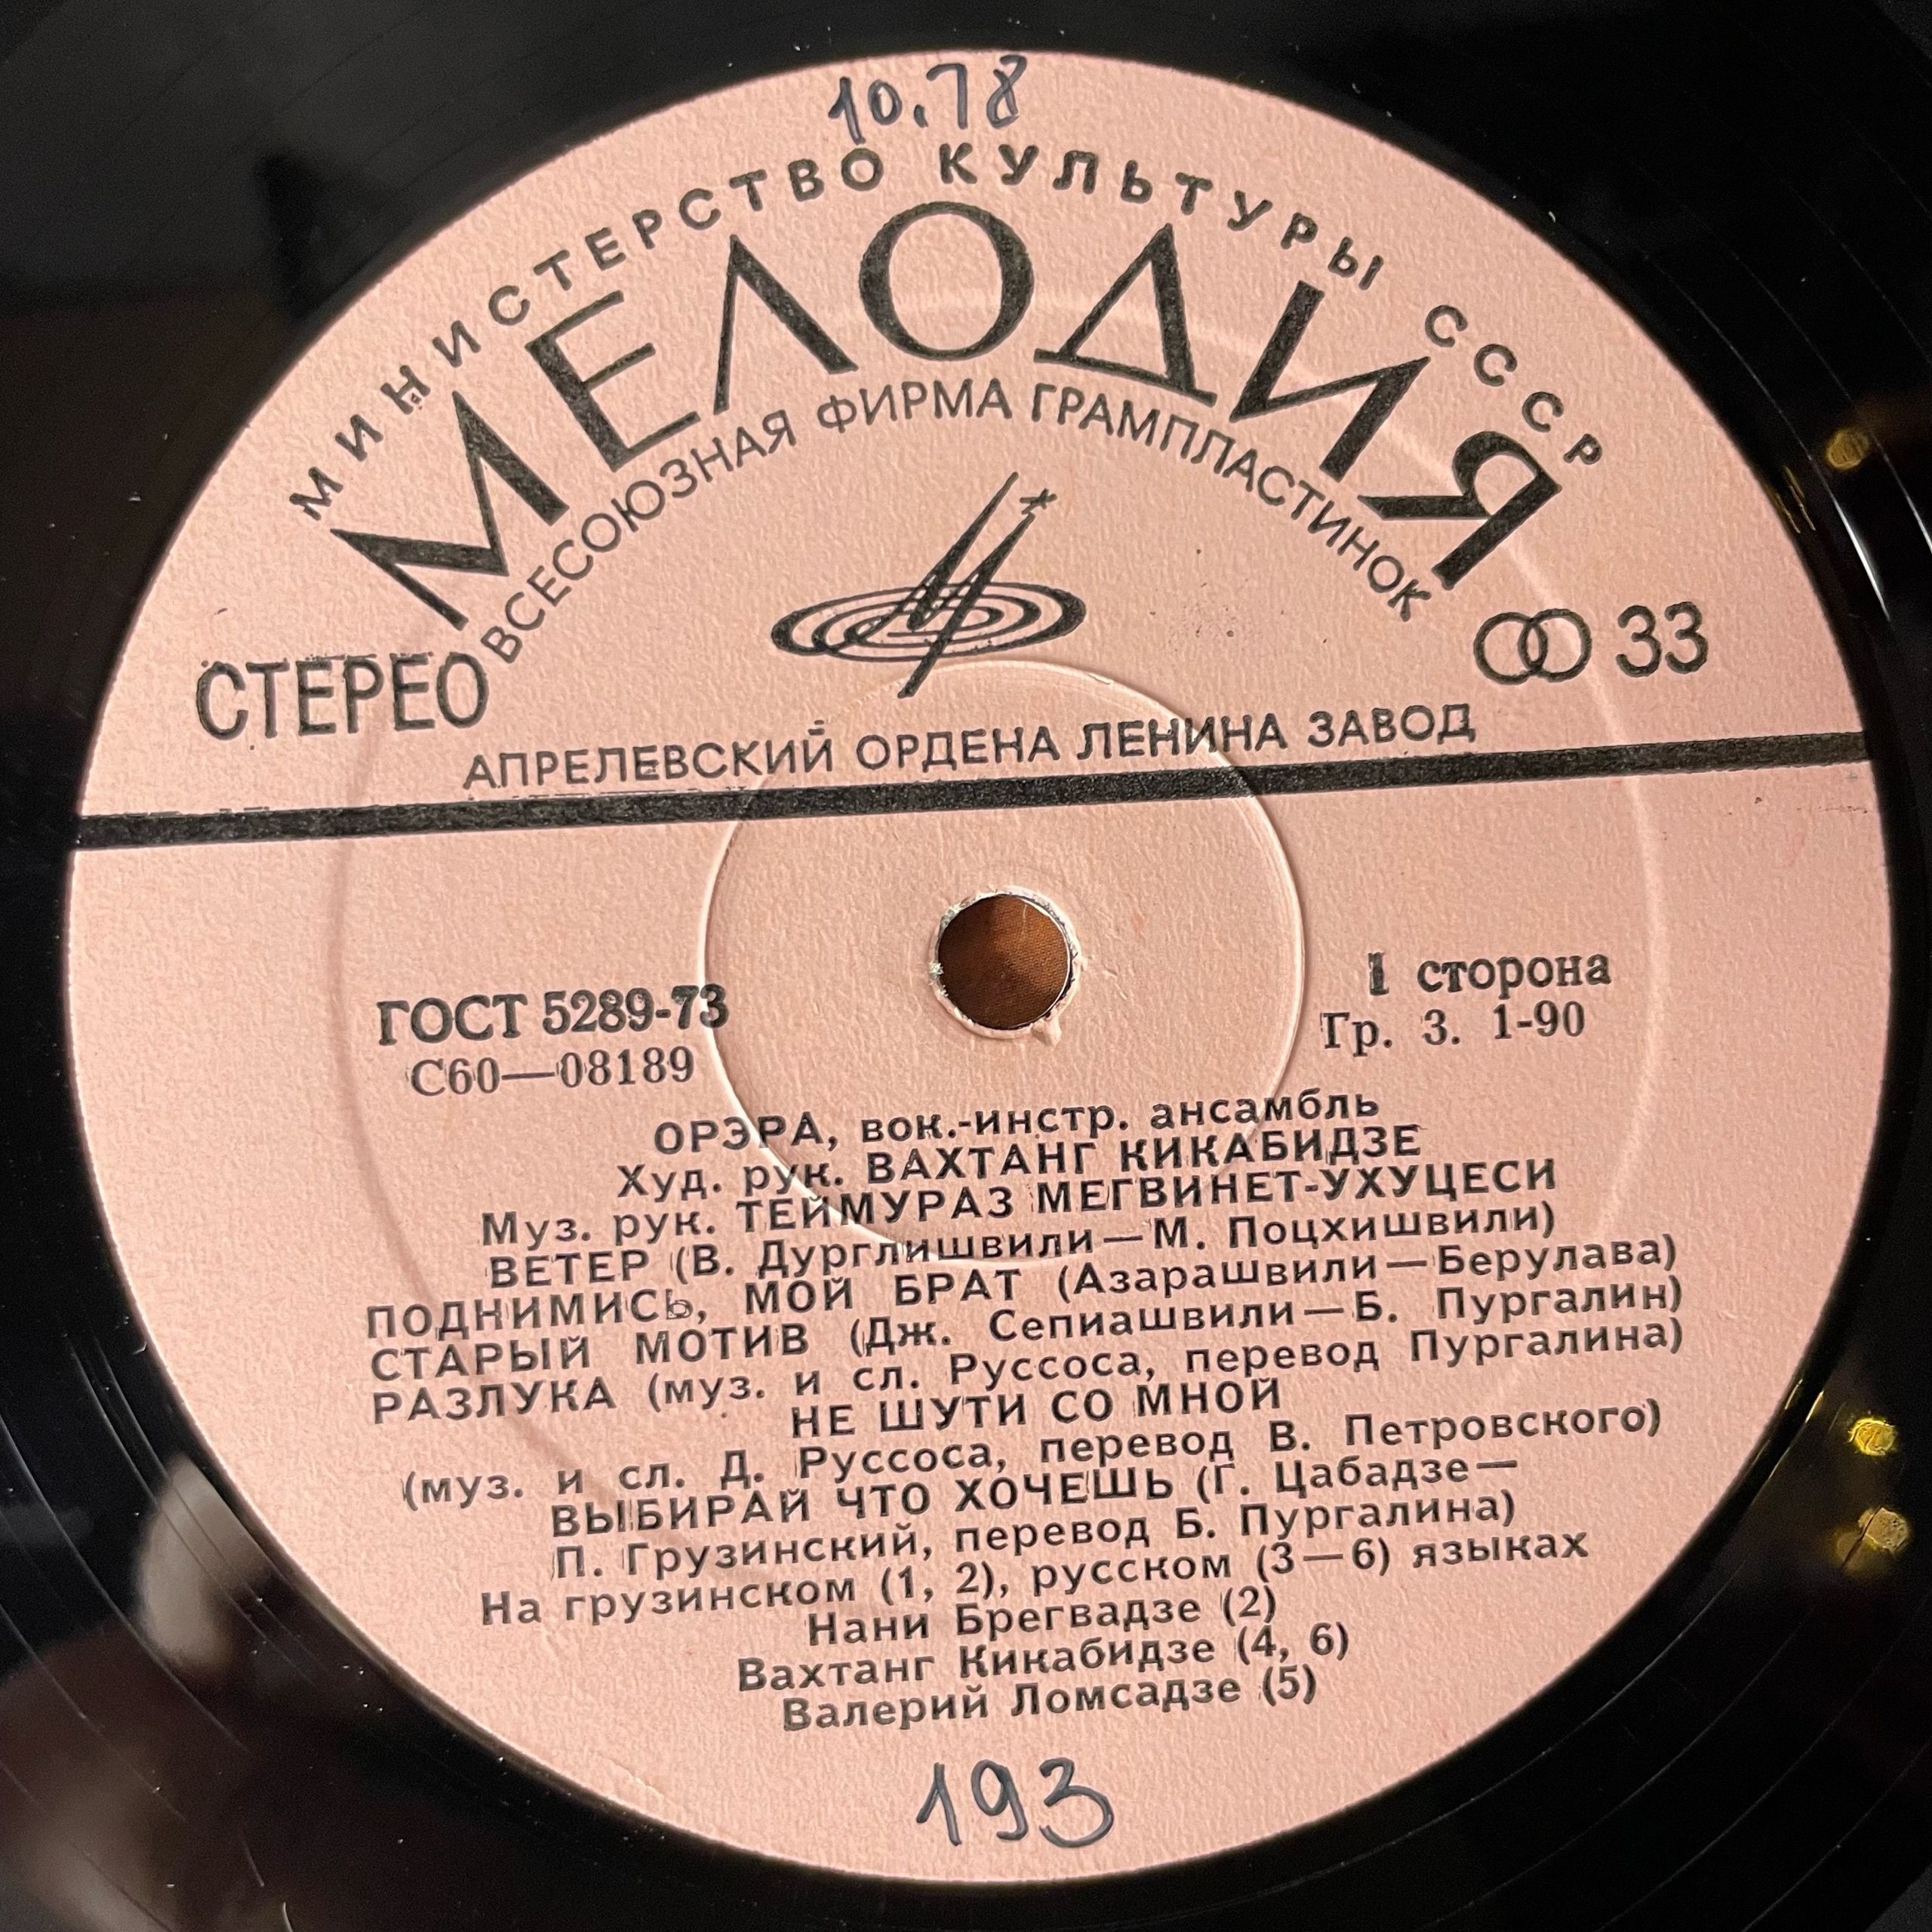 10.78
МИНИСТЕРСТВО КУЛЬТУРЫ СССР
МЕЛОДИЯ
ВСЕСОЮЗНАЯ ФИРМА ГРАМПЛАСТИНОК
СТЕРЕО
33
АПРЕЛЕВСКИЙ ОРДЕНА ЛЕНИНА ЗАВОД
ГОСТ 5289-73
С60—08189
1 сторона
Гр. 3. 1-90
ОРЭРА, вок.-инстр. ансамбль
Худ. рук. ВАХТАНГ КИКАБИДЗЕ
Муз. рук. ТЕЙМУРАЗ МЕГВИНЕТ-УХУЦЕСИ
ВЕТЕР (В. Дурглишвили—М. Поцхишвили)
ПОДНИМИСЬ, МОЙ БРАТ (Азарашвили—Берулава)
СТАРЫЙ МОТИВ (Дж. Сепиашвили—Б. Пургалин)
РАЗЛУКА (муз. и сл. Руссоса, перевод Пургалина)
НЕ ШУТИ СО МНОЙ
(муз. и сл. Д. Руссоса, перевод В. Петровского)
ВЫБИРАЙ ЧТО ХОЧЕШЬ (Г. Цабадзе—
П. Грузинский, перевод Б. Пургалина)
На грузинском (1, 2), русском (3—6) языках
Нани Брегвадзе (2)
Вахтанг Кикабидзе (4, 6)
Валерий Ломсадзе (5)
193